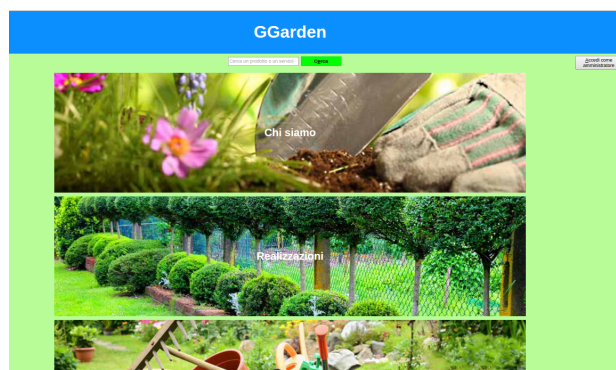 GGarden
Cerca un prodotto o un servizio
Cerca
Accedi come
amministratore
Chi siamo
Realizzazioni